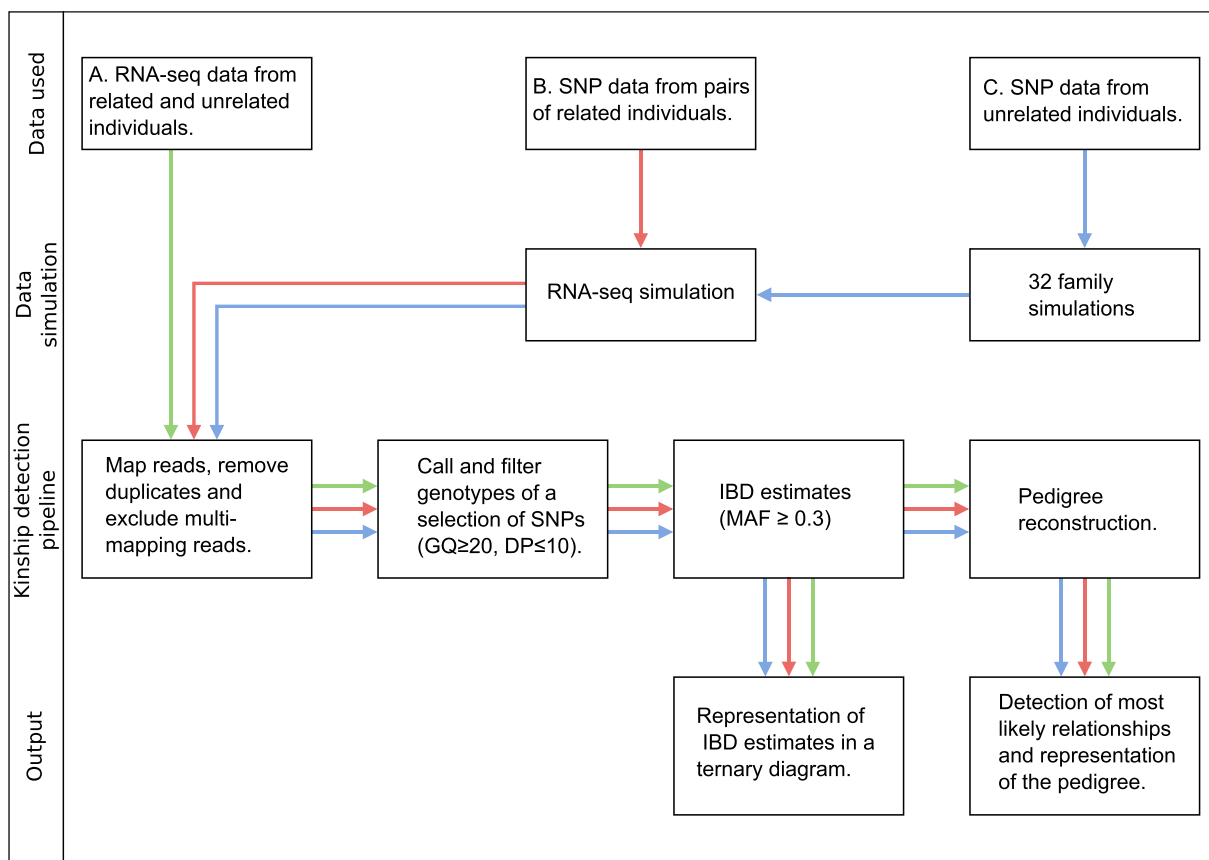 Data used
A. RNA-seq data from
related and unrelated
individuals.
B. SNP data from pairs
of related individuals.
C. SNP data from
unrelated individuals.
Data
simulation
RNA-seq simulation
32 family
simulations
Kinship detection
pipeline
Map reads, remove
duplicates and
exclude multi-
mapping reads.
Call and filter
genotypes of a
selection of SNPs
(GQ≥20, DP≤10).
IBD estimates
(MAF ≥ 0.3)
Pedigree
reconstruction.
Output
Representation of
IBD estimates in a
ternary diagram.
Detection of most
likely relationships
and representation
of the pedigree.